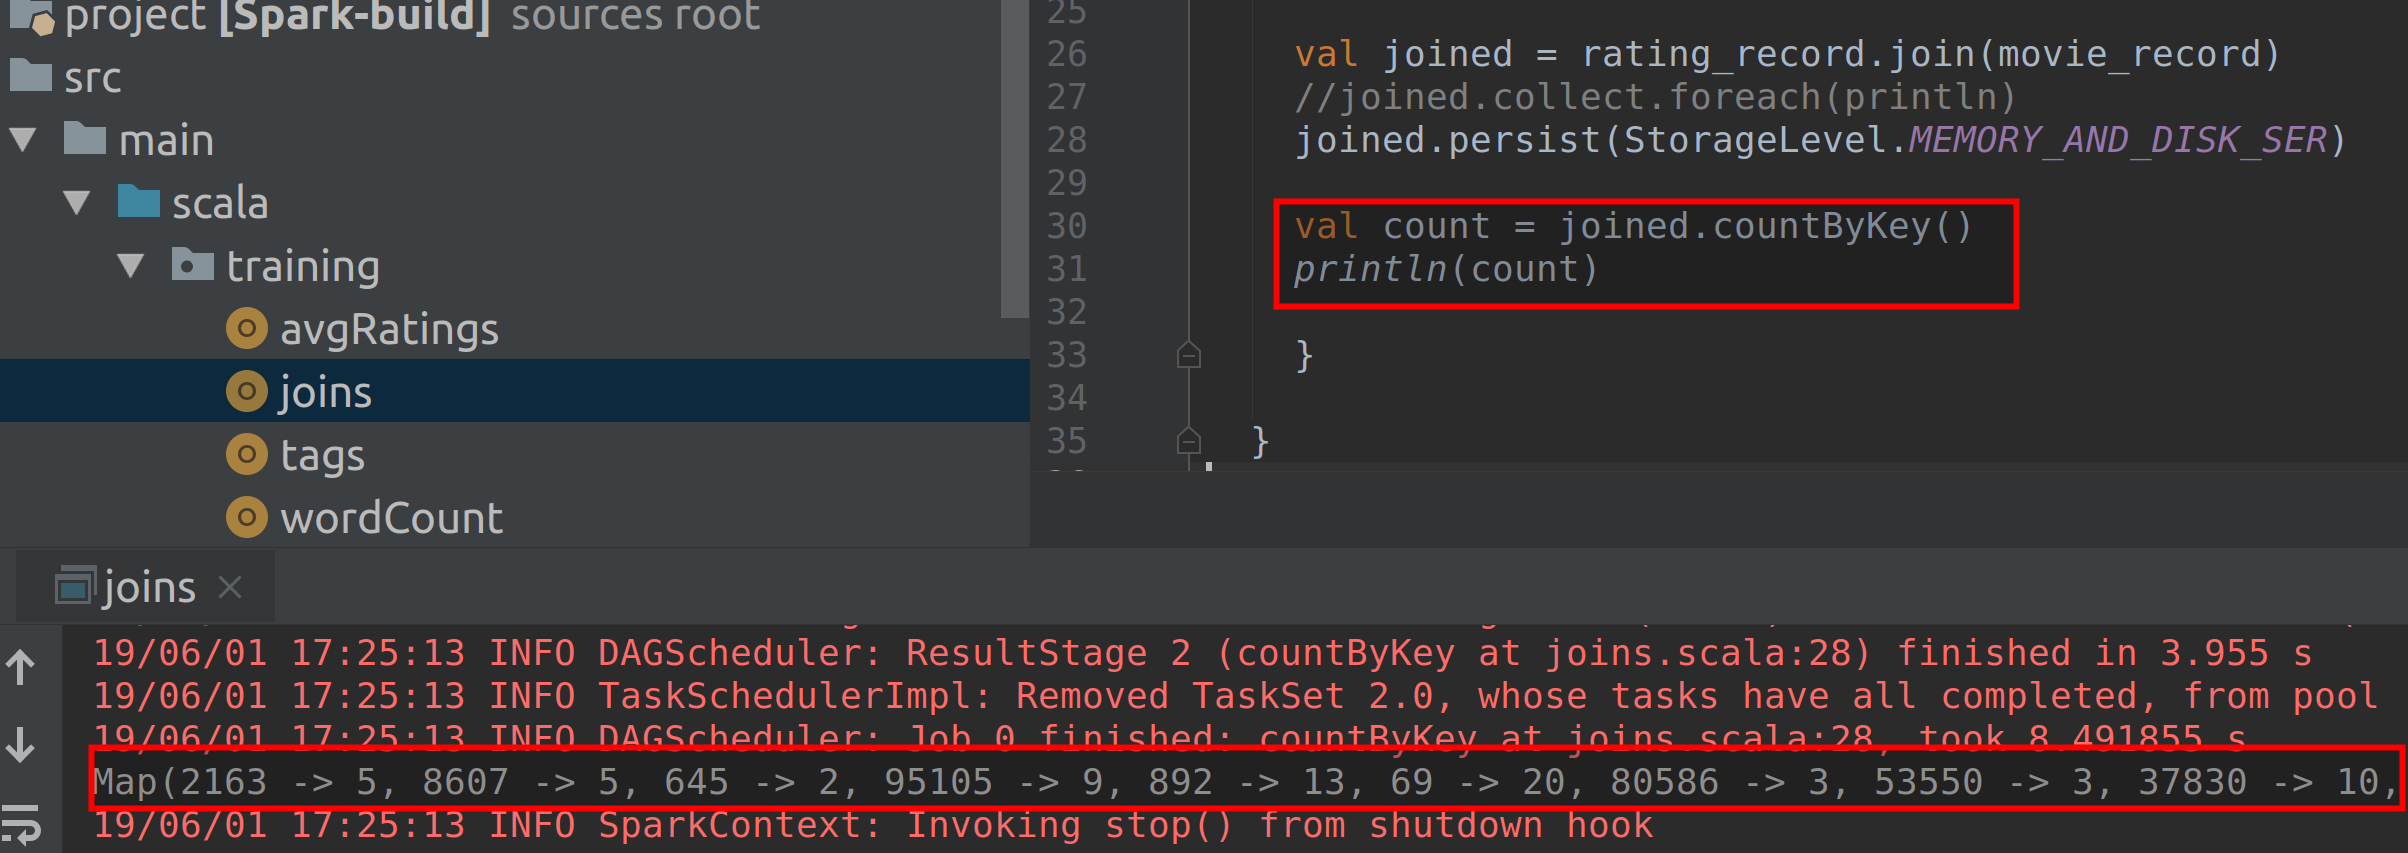 project [Spark-build] sources root
src
main
scala
training
avgRatings
joins
tags
wordCount
25
26 val joined = rating_record.join(movie_record)
27 //joined.collect.foreach(println)
28 joined.persist(StorageLevel.MEMORY_AND_DISK_SER)
29
30 val count = joined.countByKey()
31 println(count)
32
33 }
34
35 }
joins
19/06/01 17:25:13 INFO DAGScheduler: ResultStage 2 (countByKey at joins.scala:28) finished in 3.955 s
19/06/01 17:25:13 INFO TaskSchedulerImpl: Removed TaskSet 2.0, whose tasks have all completed, from pool
19/06/01 17:25:13 INFO DAGScheduler: Job 0 finished: countByKey at joins.scala:28, took 8.491855 s
Map(2163 -> 5, 8607 -> 5, 645 -> 2, 95105 -> 9, 892 -> 13, 69 -> 20, 80586 -> 3, 53550 -> 3, 37830 -> 10,
19/06/01 17:25:13 INFO SparkContext: Invoking stop() from shutdown hook